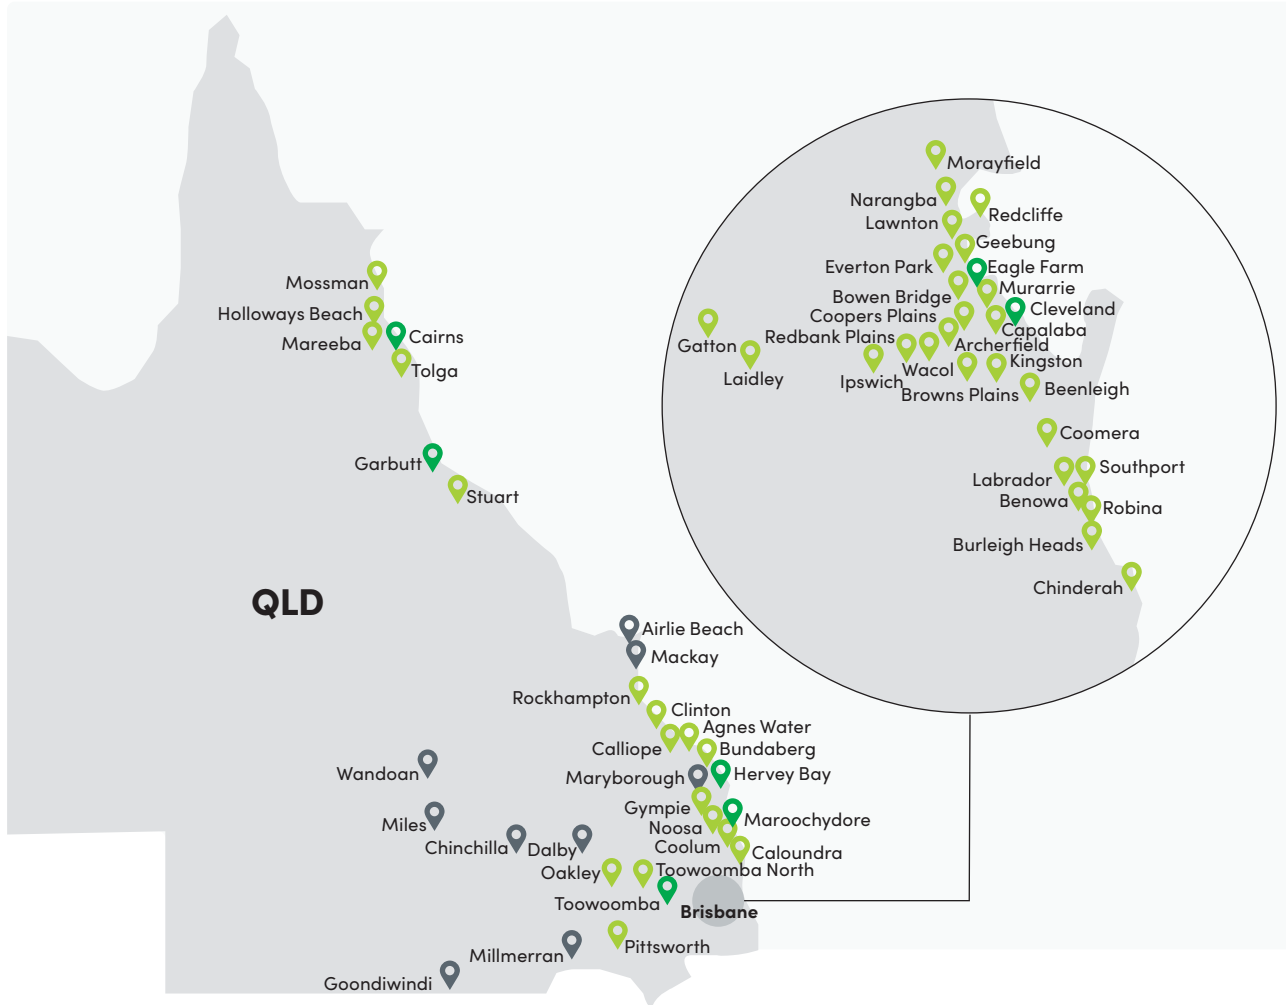 Morayfield
Narangba
Redcliffe
Lawnton
Geebung
Everton Park
Eagle Farm
Murarrie
Bowen Bridge
Cleveland
Coopers Plains
Capalaba
Redbank Plains
Archerfield
Gatton
Laidley
Ipswich
Wacol
Kingston
Browns Plains
Beenleigh
Coomera
Southport
Labrador
Benowa
Robina
Burleigh Heads
Chinderah
Mossman
Holloways Beach
Mareeba
Cairns
Tolga
Garbutt
Stuart
QLD
Airlie Beach
Mackay
Rockhampton
Clinton
Agnes Water
Calliope
Bundaberg
Wandoan
Maryborough
Hervey Bay
Gympie
Miles
Noosa
Maroochydore
Chinchilla
Dalby
Coolum
Caloundra
Oakley
Toowoomba North
Toowoomba
Brisbane
Pittsworth
Millmerran
Goondiwindi